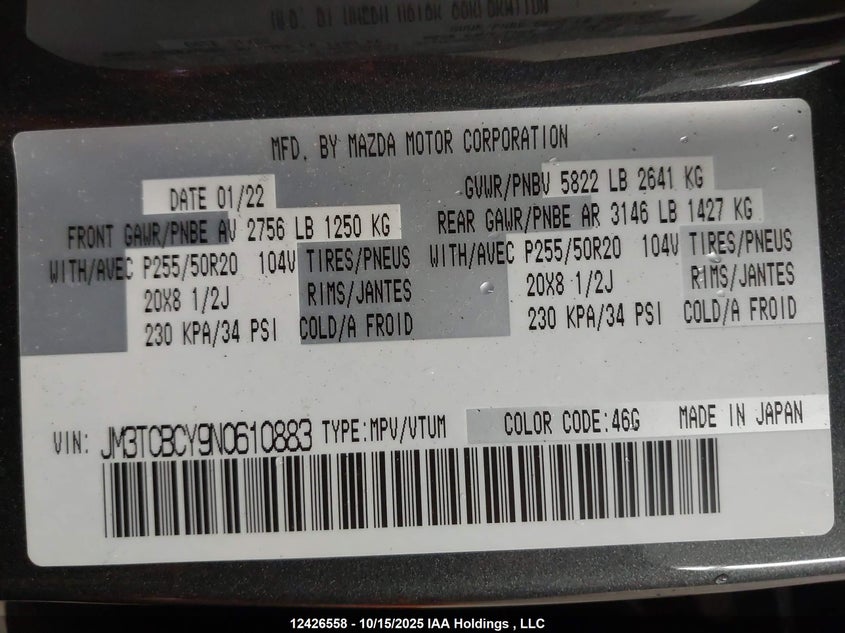 MFD. BY MAZDA MOTOR CORPORATION
DATE 01/22
GVWR/PNBV 5822 LB 2641 KG
FRONT GAWR/PNBE AV 2756 LB 1250 KG
REAR GAWR/PNBE AR 3146 LB 1427 KG
WITH/AVEC P255/50R20 104V TIRES/PNEUS
WITH/AVEC P255/50R20 104V TIRES/PNEUS
20X8 1/2J RIMS/JANTES
20X8 1/2J RIMS/JANTES
230 KPA/34 PSI COLD/A FROID
230 KPA/34 PSI COLD/A FROID
VIN: JM3TCBCY9N0610883 TYPE:MPV/VTUM COLOR CODE:46G MADE IN JAPAN
12426558 - 10/15/2025 IAA Holdings , LLC